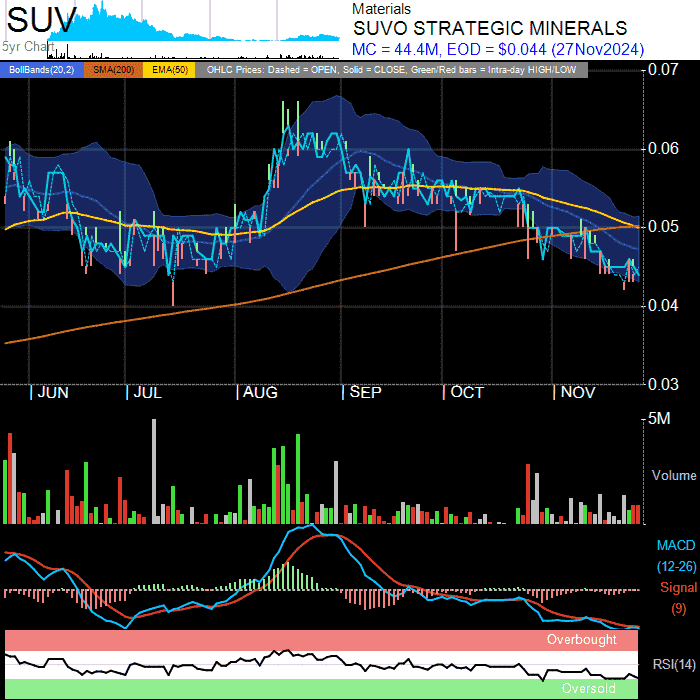 SUV
5yr Chart
Materials
SUVO STRATEGIC MINERALS
MC = 44.4M, EOD = $0.044 (27Nov2024)
BollBands(20,2) SMA(200) EMA(50) OHLC Prices: Dashed = OPEN, Solid = CLOSE, Green/Red bars = Intra-day HIGH/LOW
0.07
0.06
0.05
0.04
0.03
JUN JUL AUG SEP OCT NOV
5M
Volume
MACD
(12-26)
Signal
(9)
Overbought
RSI(14)
Oversold